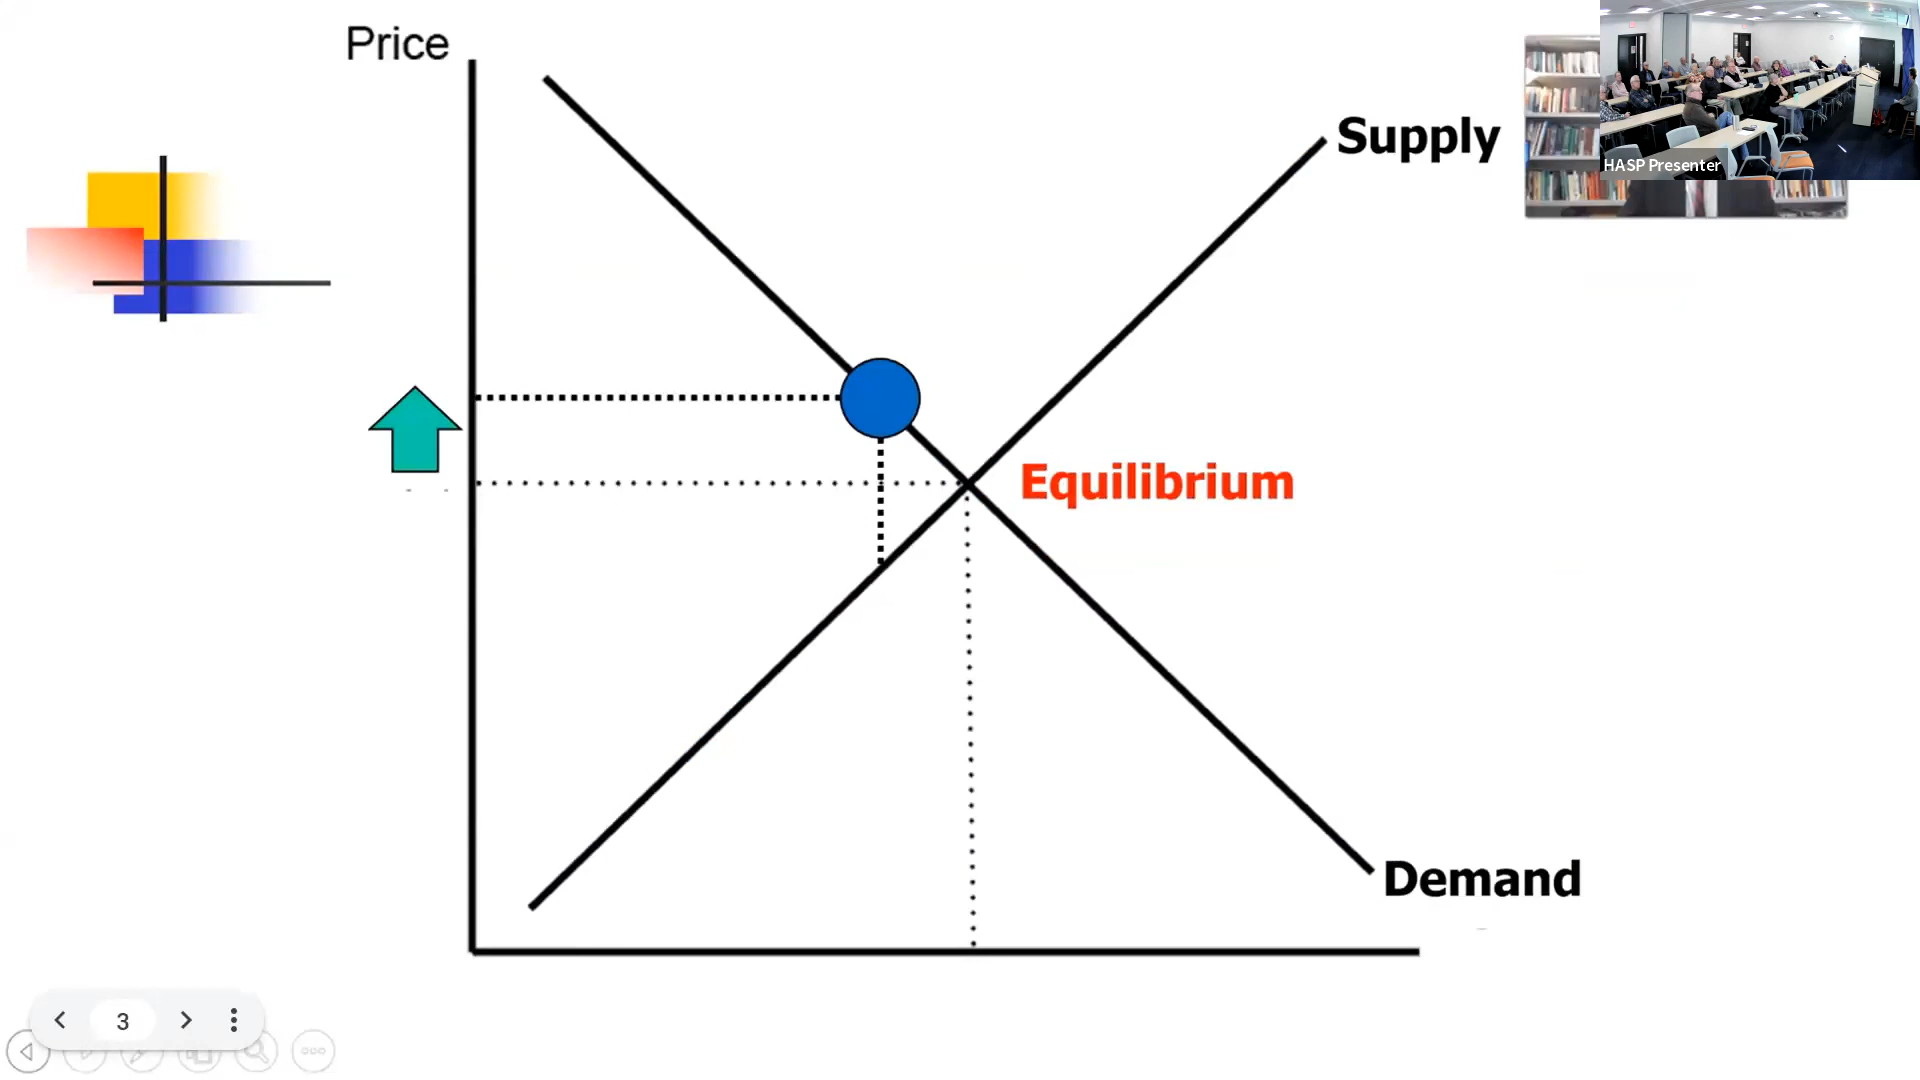 Price
Supply
HASP Presenter
Equilibrium
Demand
3